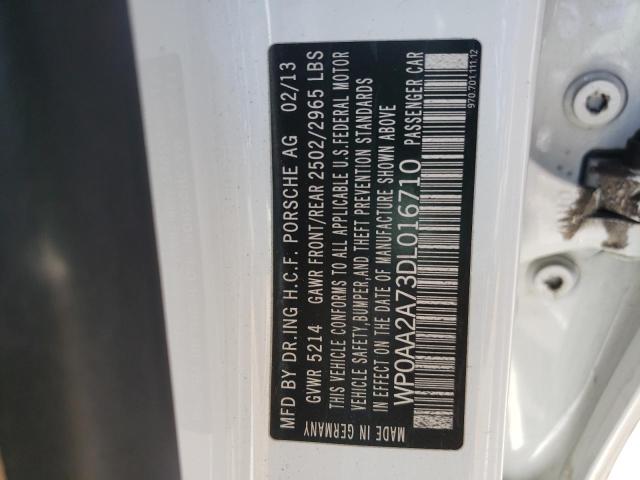 MFD BY DR.ING H.C.F. PORSCHE AG 02/13
GVWR 5214 GAWR FRONT/REAR 2502/2965 LBS
THIS VEHICLE CONFORMS TO ALL APPLICABLE U.S.FEDERAL MOTOR
VEHICLE SAFETY,BUMPER,AND THEFT PREVENTION STANDARDS
IN EFFECT ON THE DATE OF MANUFACTURE SHOWN ABOVE
WP0AA2A73DL016710 PASSENGER CAR
MADE IN GERMANY
970.701.111.12